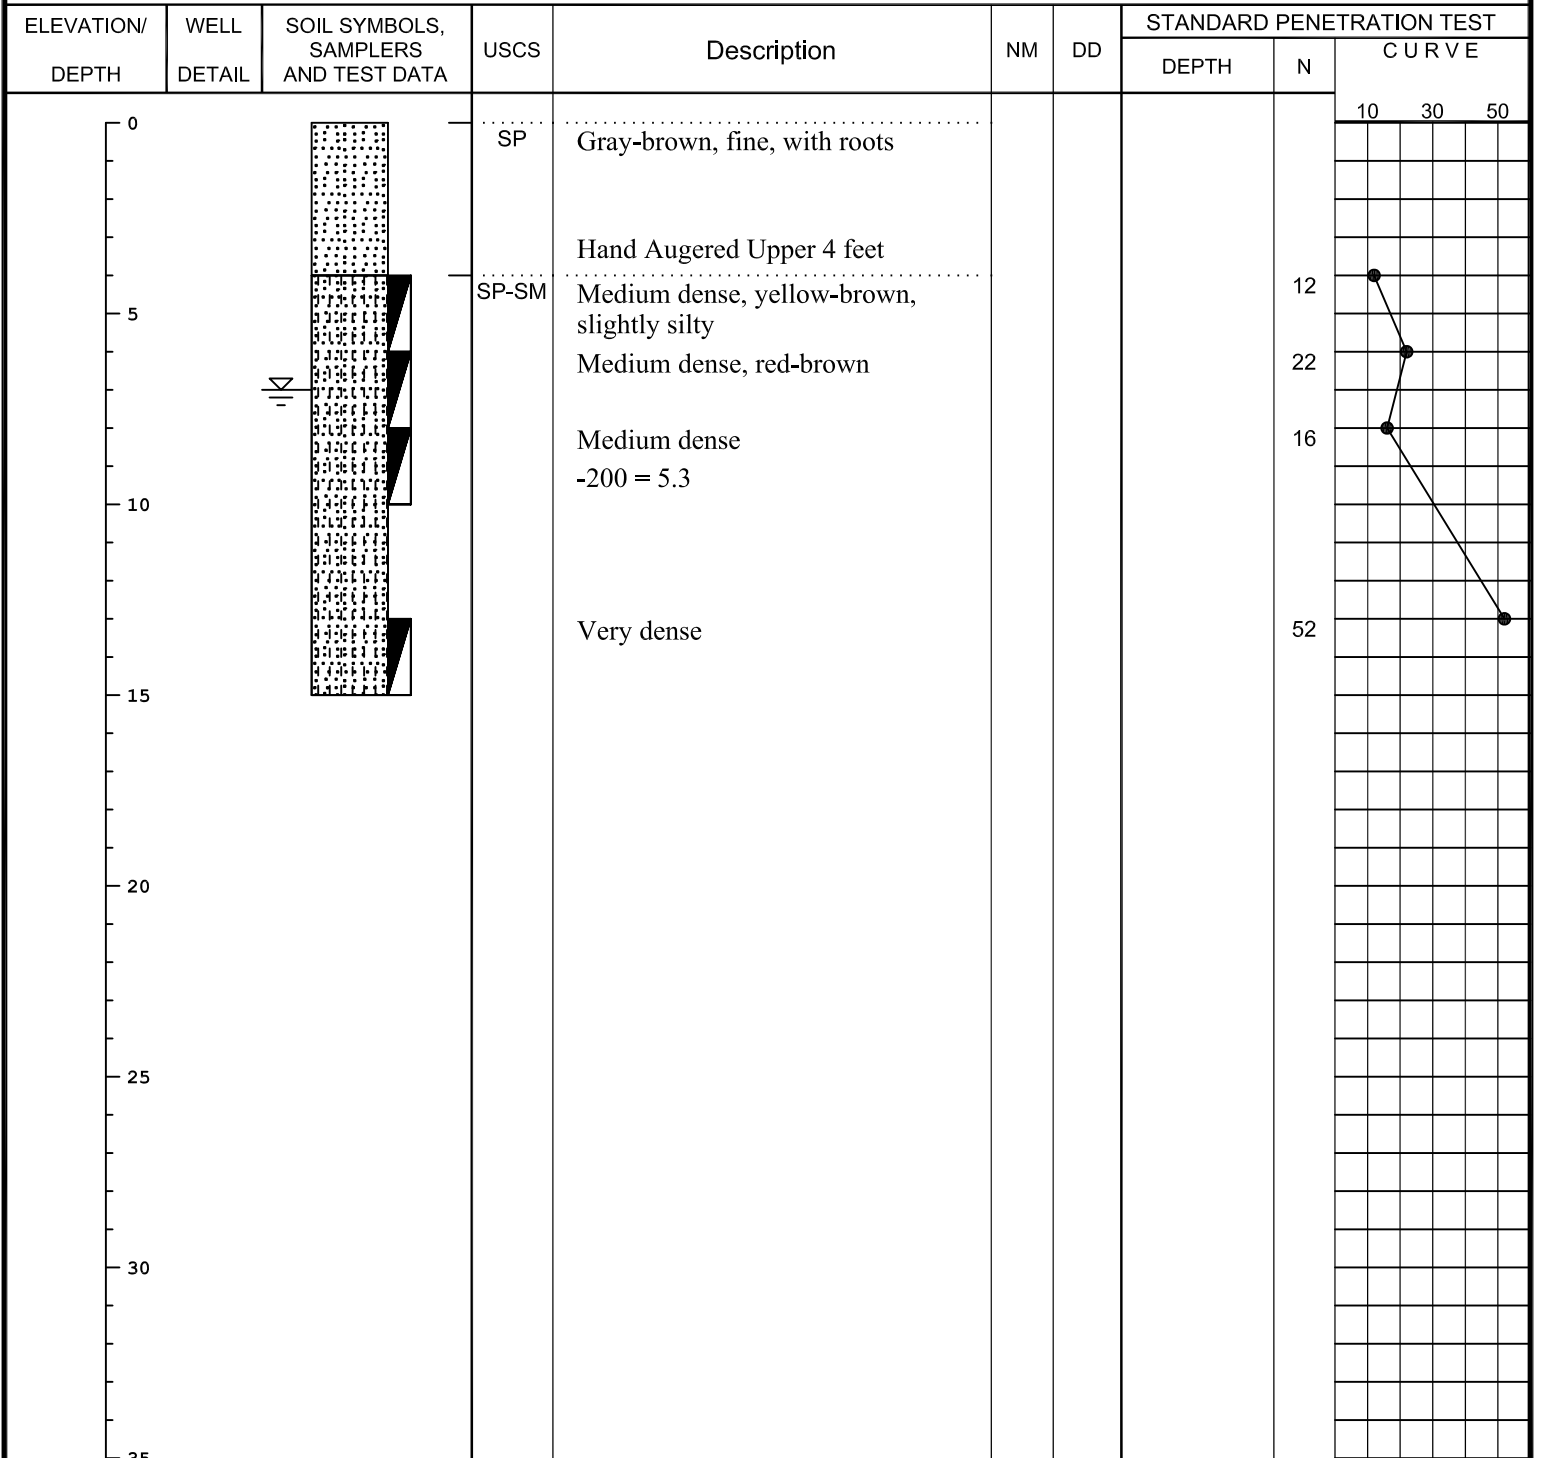 ELEVATION/
DEPTH
WELL
DETAIL
SOIL SYMBOLS,
SAMPLERS
AND TEST DATA
USCS
Description
NM
DD
STANDARD PENETRATION TEST
DEPTH
N
CURVE
10 30 50
0
SP
Gray-brown, fine, with roots
Hand Augered Upper 4 feet
SP-SM
Medium dense, yellow-brown,
slightly silty
12
5
Medium dense, red-brown
22
Medium dense
16
-200 = 5.3
10
Very dense
52
15
20
25
30
35